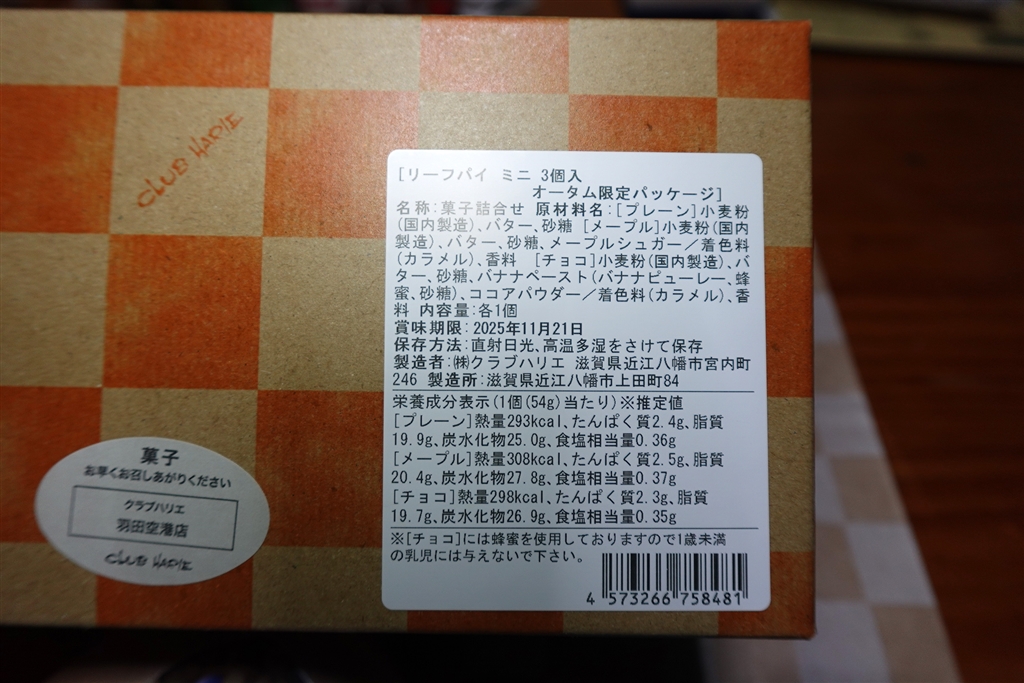 CLUB HARIE
[リーフパイ ミニ 3個入
オータム限定パッケージ]
名称:菓子詰合せ 原材料名:[プレーン]小麦粉
(国内製造)、バター、砂糖 [メープル]小麦粉(国内
製造)、バター、砂糖、メープルシュガー/着色料
(カラメル)、香料 [チョコ]小麦粉(国内製造)、バ
ター、砂糖、バナナペースト(バナナピューレー、蜂
蜜、砂糖)、ココアパウダー/着色料(カラメル)、香
料 内容量:各1個
賞味期限:2025年11月21日
保存方法:直射日光、高温多湿をさけて保存
製造者:㈱クラブハリエ 滋賀県近江八幡市宮内町
246 製造所:滋賀県近江八幡市上田町84
栄養成分表示(1個(54g)当たり)※推定値
[プレーン]熱量293kcal、たんぱく質2.4g、脂質
19.9g、炭水化物25.0g、食塩相当量0.36g
[メープル]熱量308kcal、たんぱく質2.5g、脂質
20.4g、炭水化物27.8g、食塩相当量0.37g
[チョコ]熱量298kcal、たんぱく質2.3g、脂質
19.7g、炭水化物26.9g、食塩相当量0.35g
※[チョコ]には蜂蜜を使用しておりますので1歳未満
の乳児には与えないで下さい。
4 573266 758481
菓子
お早くお召しあがりください
クラブハリエ
羽田空港店
CLUB HARIE